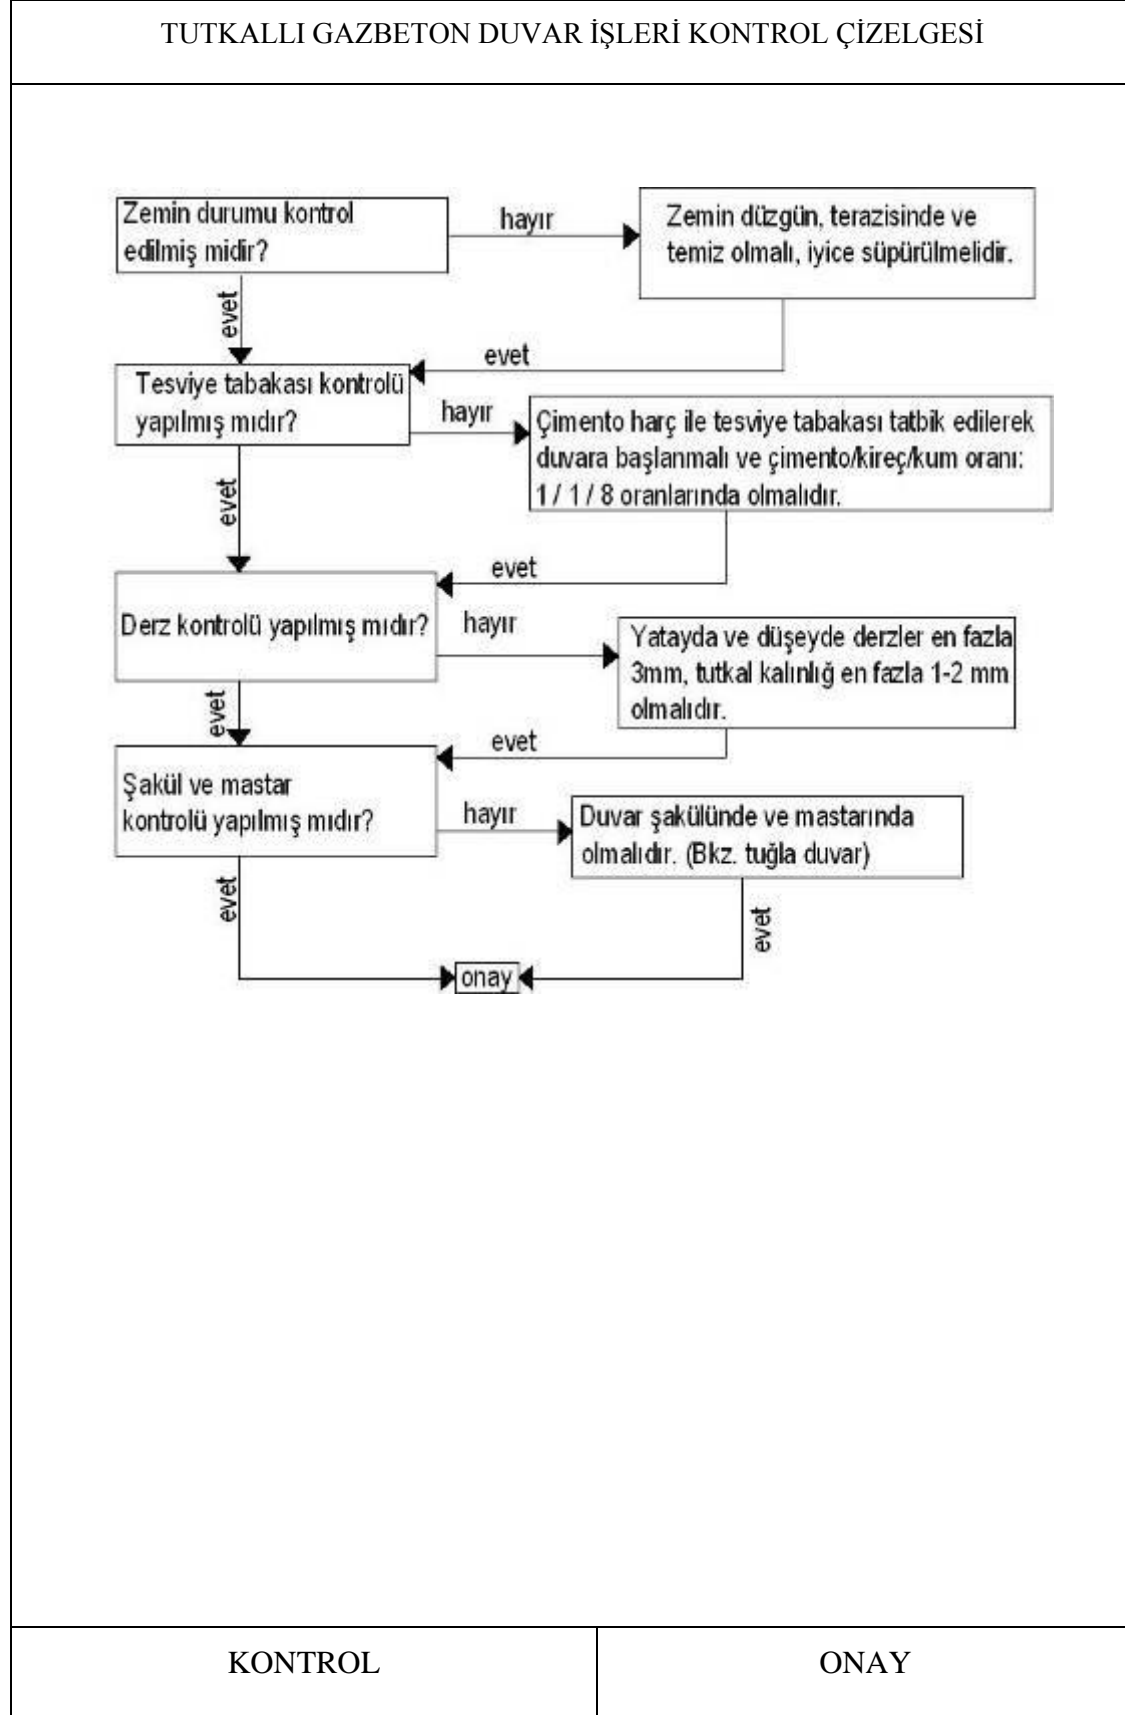 TUTKALLI GAZBETON DUVAR İŞLERİ KONTROL ÇİZELGESİ
Zemin durumu kontrol
edilmiş midir?
hayır
Zemin düzgün, terazisinde ve
temiz olmalı, iyice süpürülmelidir.
evet
evet
Tesviye tabakası kontrolü
yapılmış mıdır?
hayır
Çimento harç ile tesviye tabakası tatbik edilerek
duvara başlanmalı ve çimento/kireç/kum oranı:
1 / 1 / 8 oranlarında olmalıdır.
evet
evet
Derz kontrolü yapılmış mıdır?
hayır
Yatayda ve düşeyde derzler en fazla
3mm, tutkal kalınlığ en fazla 1-2 mm
olmalıdır.
evet
evet
Şakül ve mastar
kontrolü yapılmış mıdır?
hayır
Duvar şakülünde ve mastarında
olmalıdır. (Bkz. tuğla duvar)
evet
evet
onay
KONTROL
ONAY